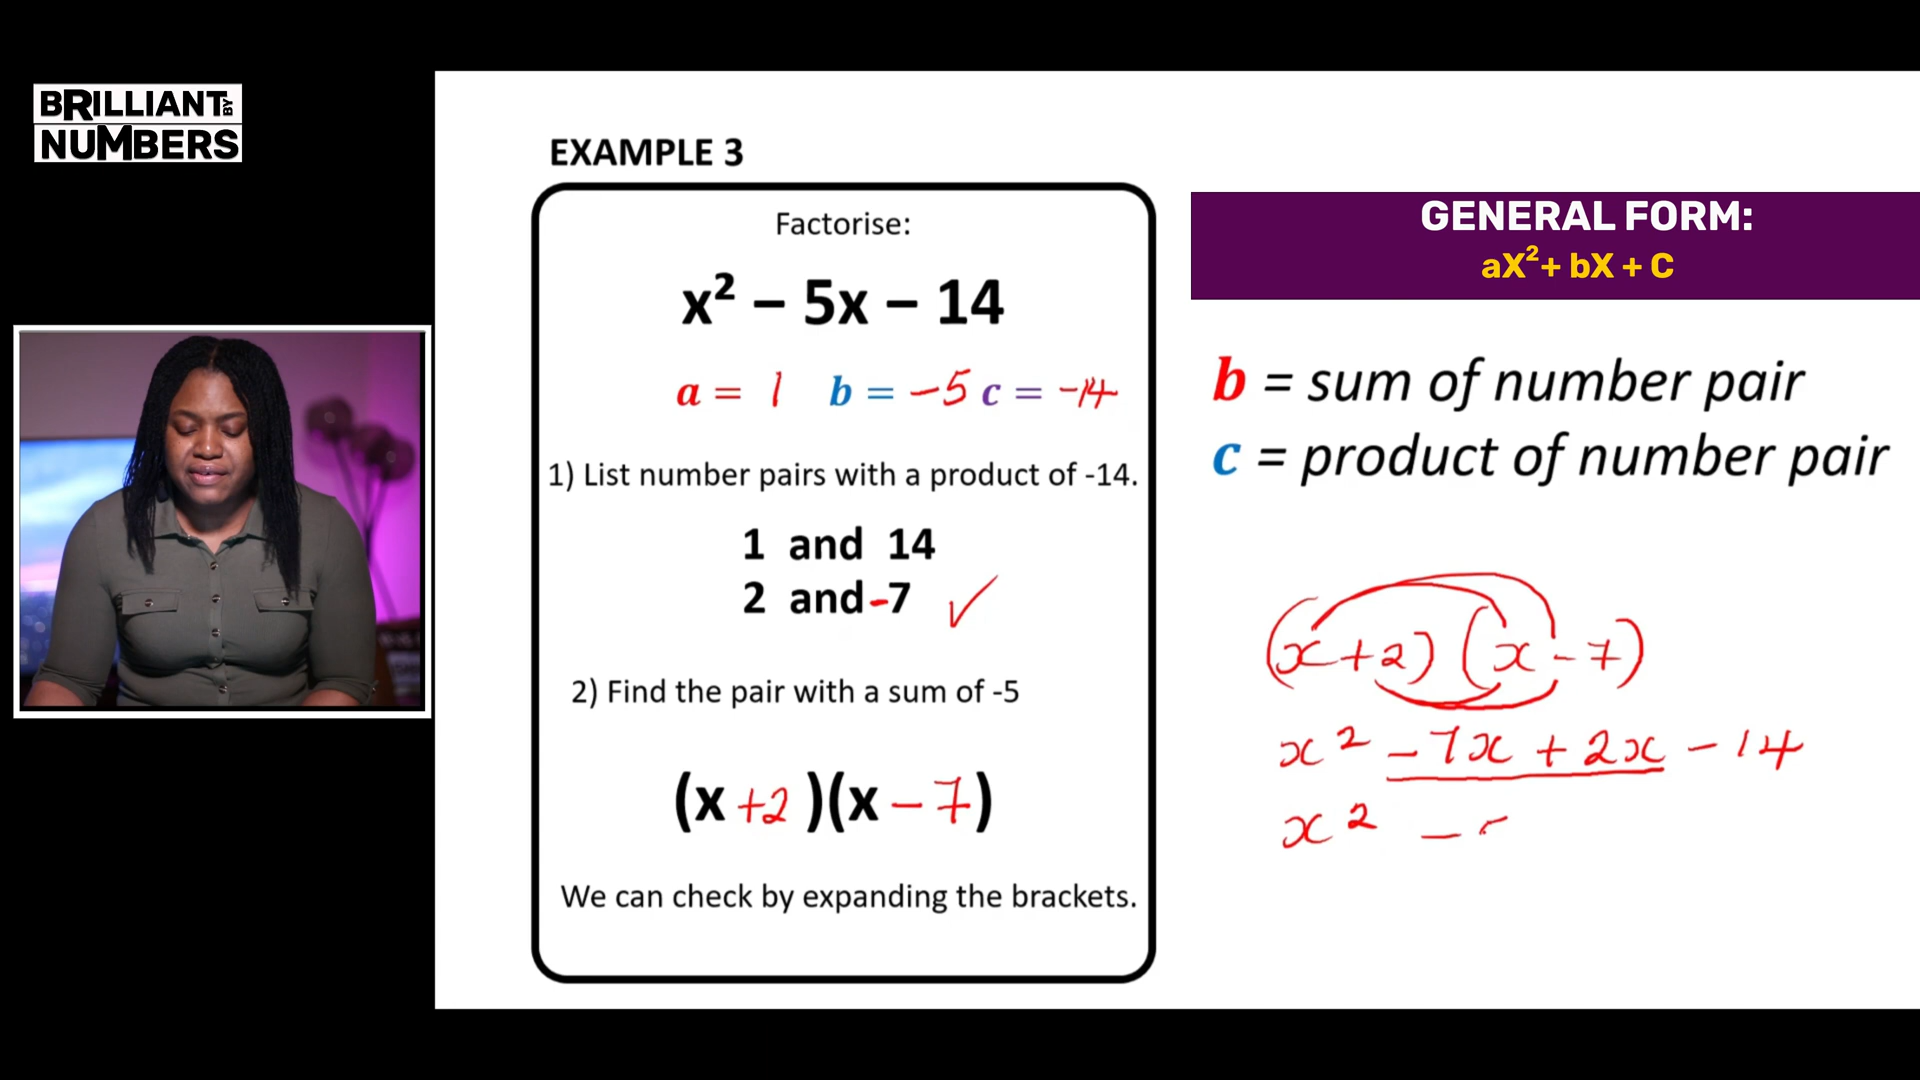 BRILLIANT BY
NUMBERS
EXAMPLE 3
Factorise:
x² – 5x – 14
a = 1 b = -5 c = -14
1) List number pairs with a product of -14.
1 and 14
2 and -7 ✓
2) Find the pair with a sum of -5
(x +2 )(x - 7)
We can check by expanding the brackets.
GENERAL FORM:
aX²+ bX + C
b = sum of number pair
c = product of number pair
(x+2) (x - 7)
x² - 7x + 2x - 14
x² -